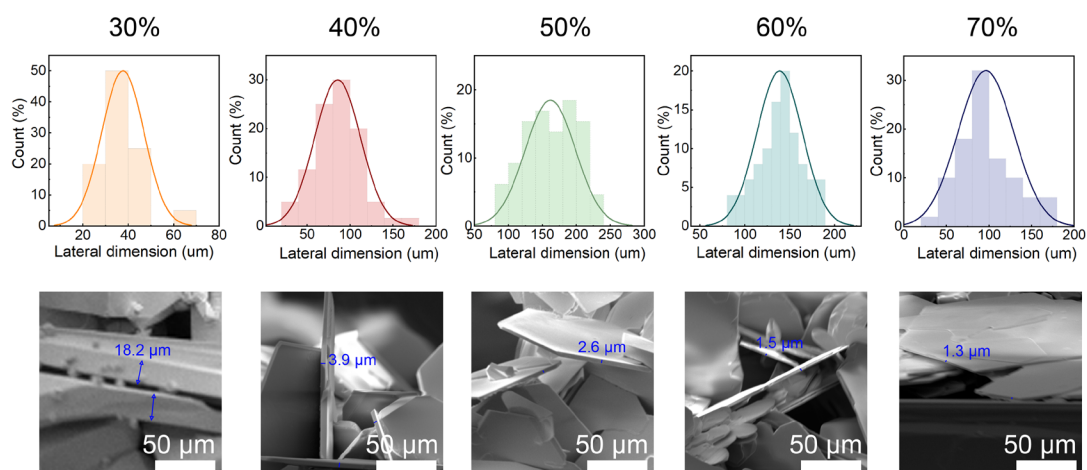 30% 40% 50% 60% 70%
Count (%)
50
40
30
20
10
0
0 20 40 60 80
Lateral dimension (um)
Count (%)
30
20
10
0
50 100 150 200
Lateral dimension (um)
Count (%)
20
10
0
50 100 150 200 250 300
Lateral dimension (um)
Count (%)
20
15
10
5
0
50 100 150 200
Lateral dimension (um)
Count (%)
30
20
10
0
0 50 100 150 200
Lateral dimension (um)
18.2 µm
50 µm
3.9 µm
50 µm
2.6 µm
50 µm
1.5 µm
50 µm
1.3 µm
50 µm